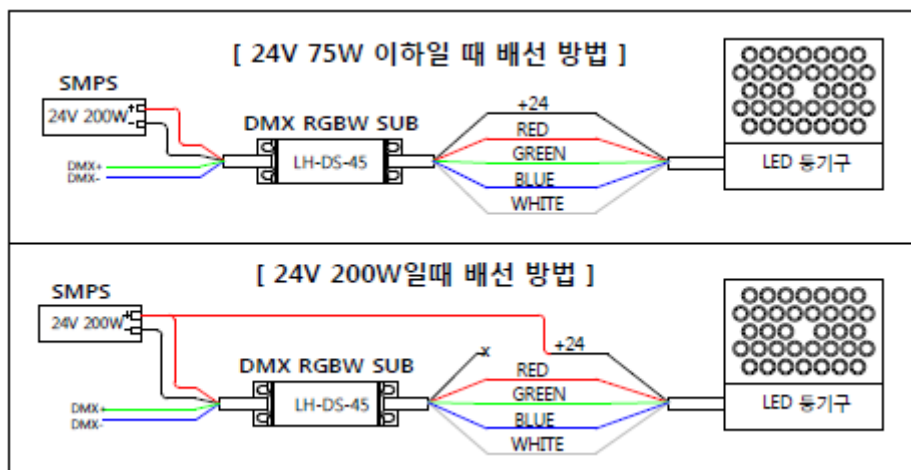 [ 24V 75W 이하일 때 배선 방법 ]
SMPS
24V 200W
+
-
DMX+
DMX-
DMX RGBW SUB
LH-DS-45
+24
RED
GREEN
BLUE
WHITE
LED 등기구
[ 24V 200W일때 배선 방법 ]
SMPS
24V 200W
+
-
DMX+
DMX-
DMX RGBW SUB
LH-DS-45
x
+24
RED
GREEN
BLUE
WHITE
LED 등기구